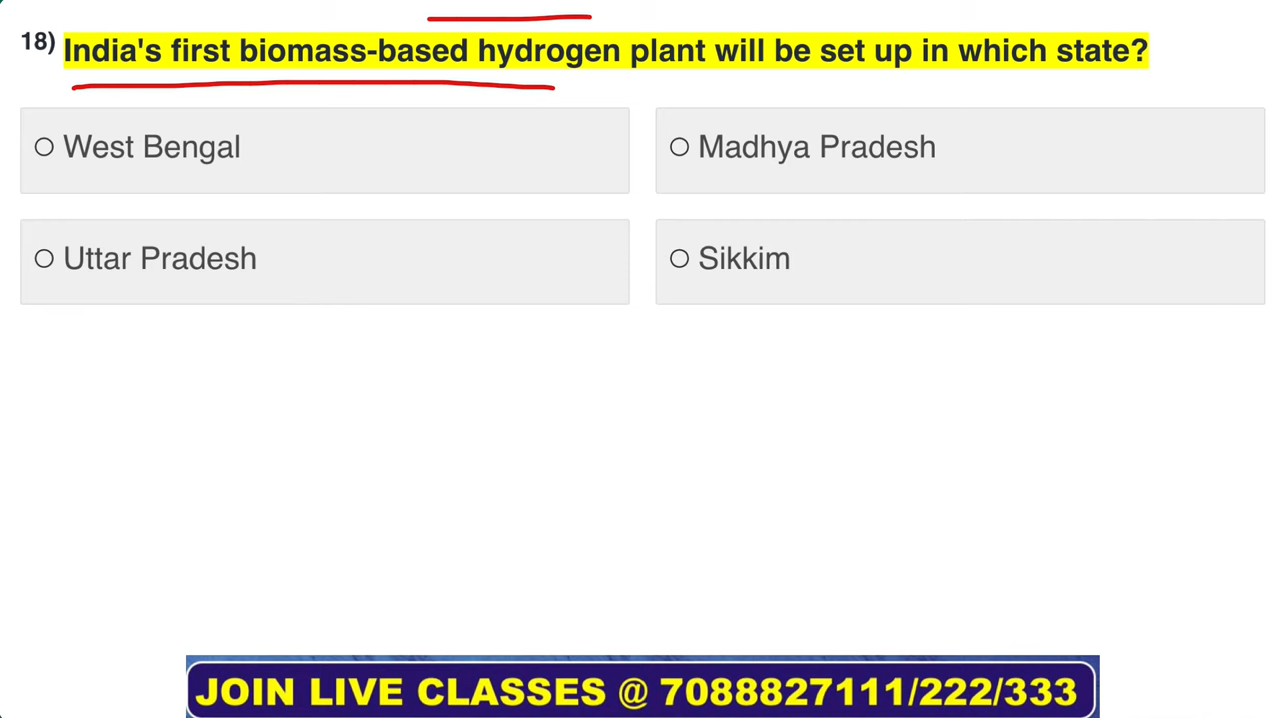 18) India's first biomass-based hydrogen plant will be set up in which state?
West Bengal
Madhya Pradesh
Uttar Pradesh
Sikkim
JOIN LIVE CLASSES @ 7088827111/222/333